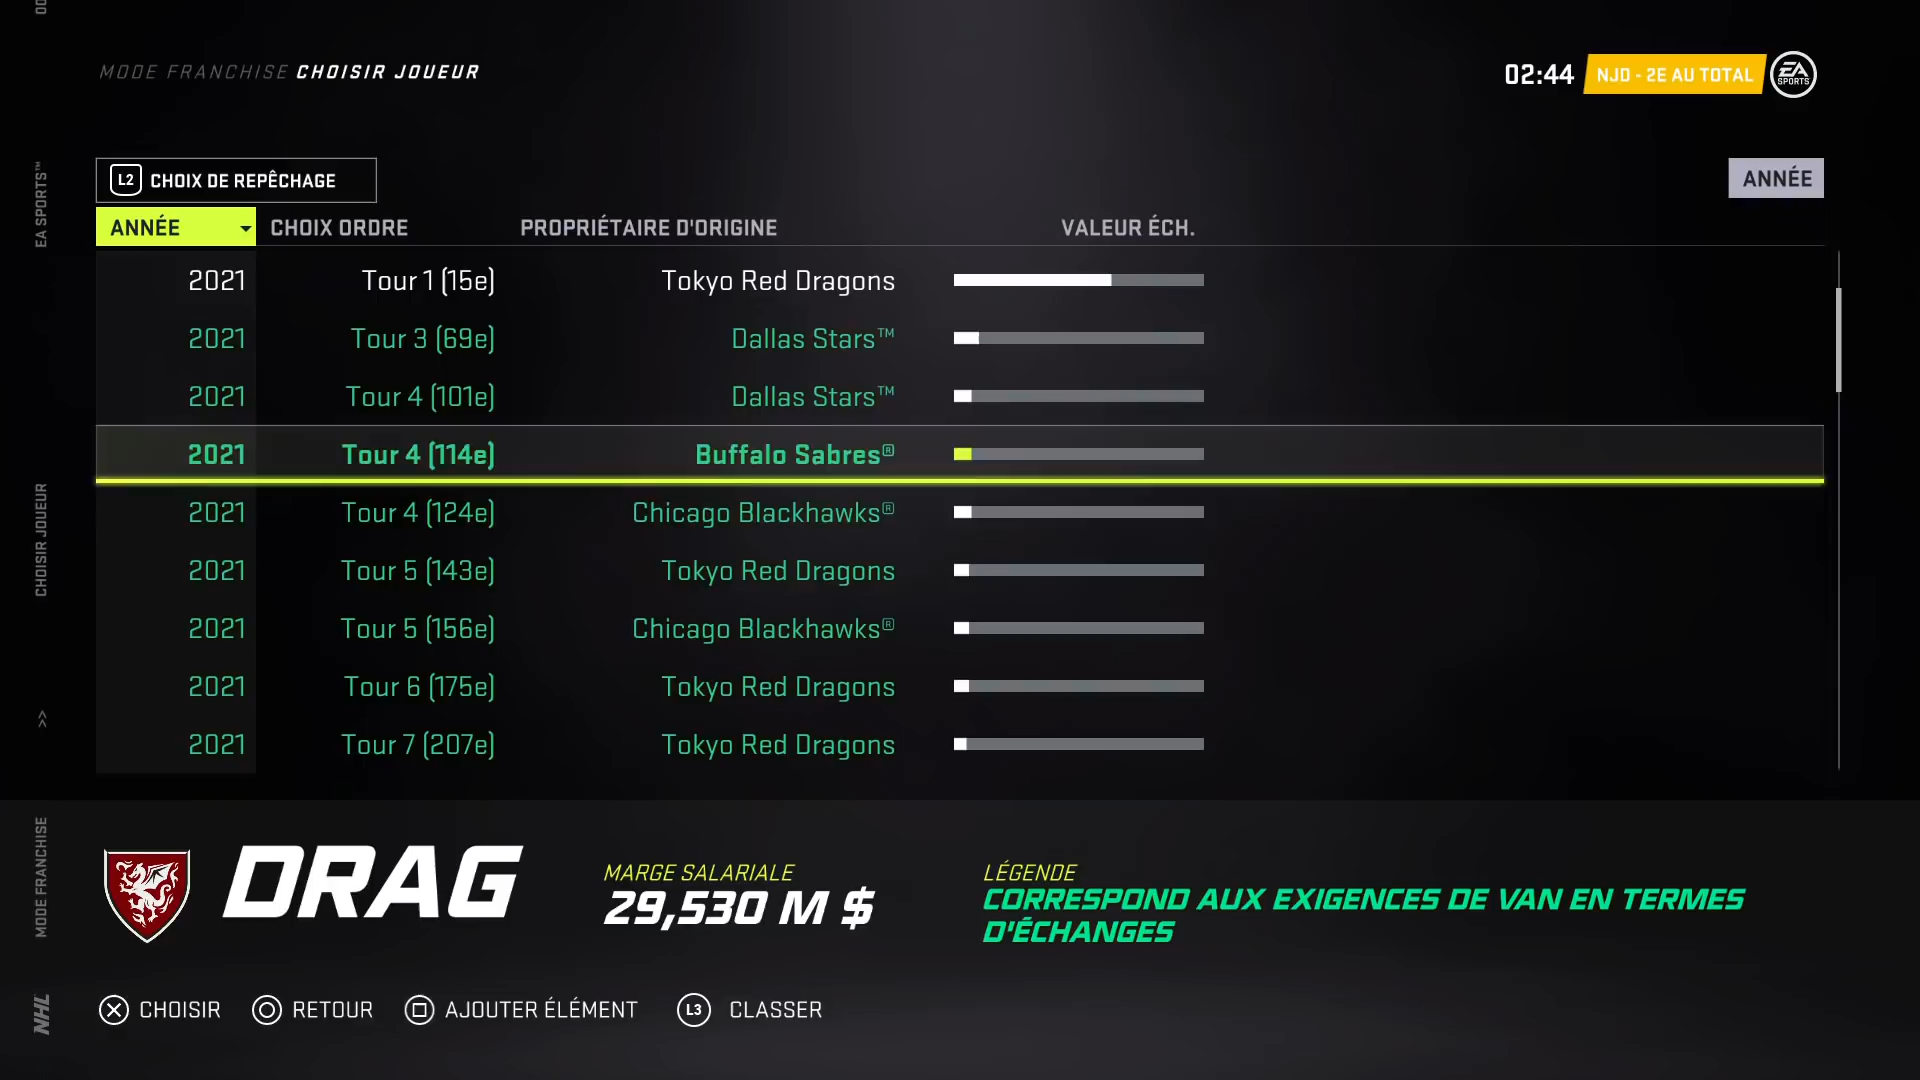 MODE FRANCHISE CHOISIR JOUEUR
02:44 NJD - 2E AU TOTAL EA SPORTS
L2 CHOIX DE REPÊCHAGE
ANNÉE
ANNÉE CHOIX ORDRE PROPRIÉTAIRE D'ORIGINE VALEUR ÉCH.
2021 Tour 1 (15e) Tokyo Red Dragons
2021 Tour 3 (69e) Dallas Stars™
2021 Tour 4 (101e) Dallas Stars™
2021 Tour 4 (114e) Buffalo Sabres®
2021 Tour 4 (124e) Chicago Blackhawks®
2021 Tour 5 (143e) Tokyo Red Dragons
2021 Tour 5 (156e) Chicago Blackhawks®
2021 Tour 6 (175e) Tokyo Red Dragons
2021 Tour 7 (207e) Tokyo Red Dragons
EA SPORTS™
CHOISIR JOUEUR
>>
MODE FRANCHISE
NHL
DRAG
MARGE SALARIALE
29,530 M $
LÉGENDE
CORRESPOND AUX EXIGENCES DE VAN EN TERMES
D'ÉCHANGES
CHOISIR RETOUR AJOUTER ÉLÉMENT L3 CLASSER